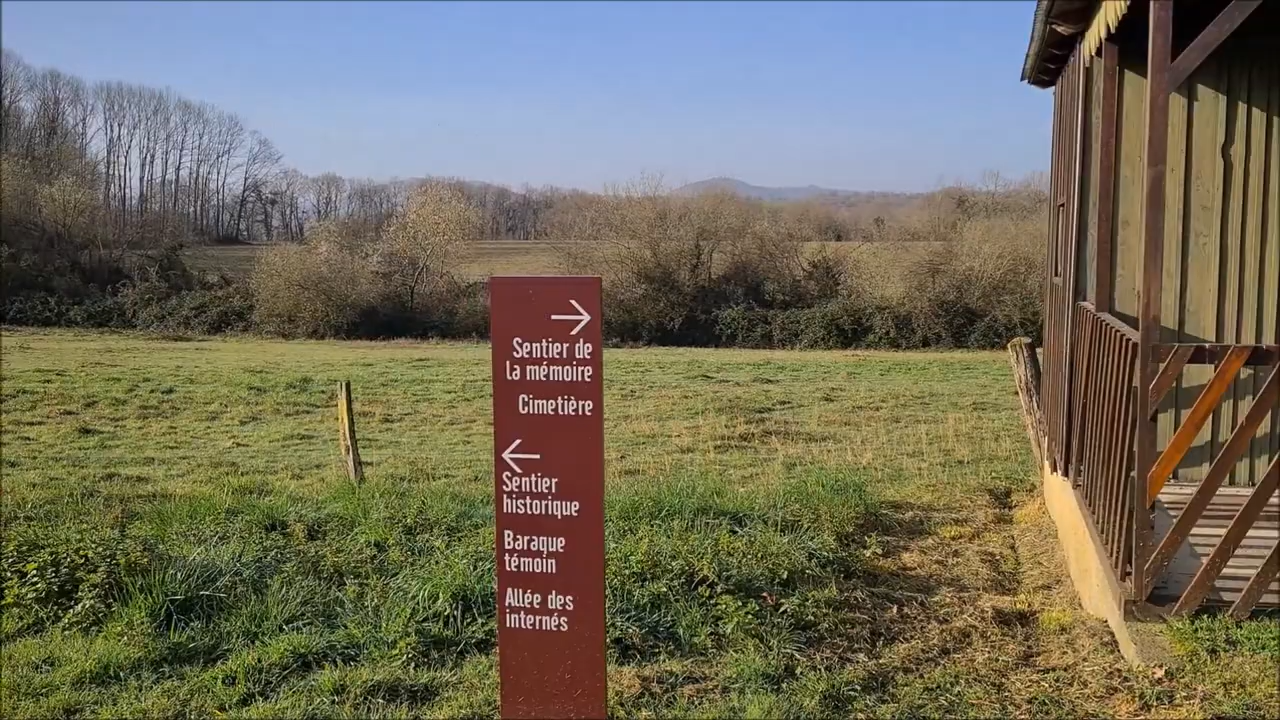 Sentier de
la mémoire
Cimetière
Sentier
historique
Baraque
témoin
Allée des
internés